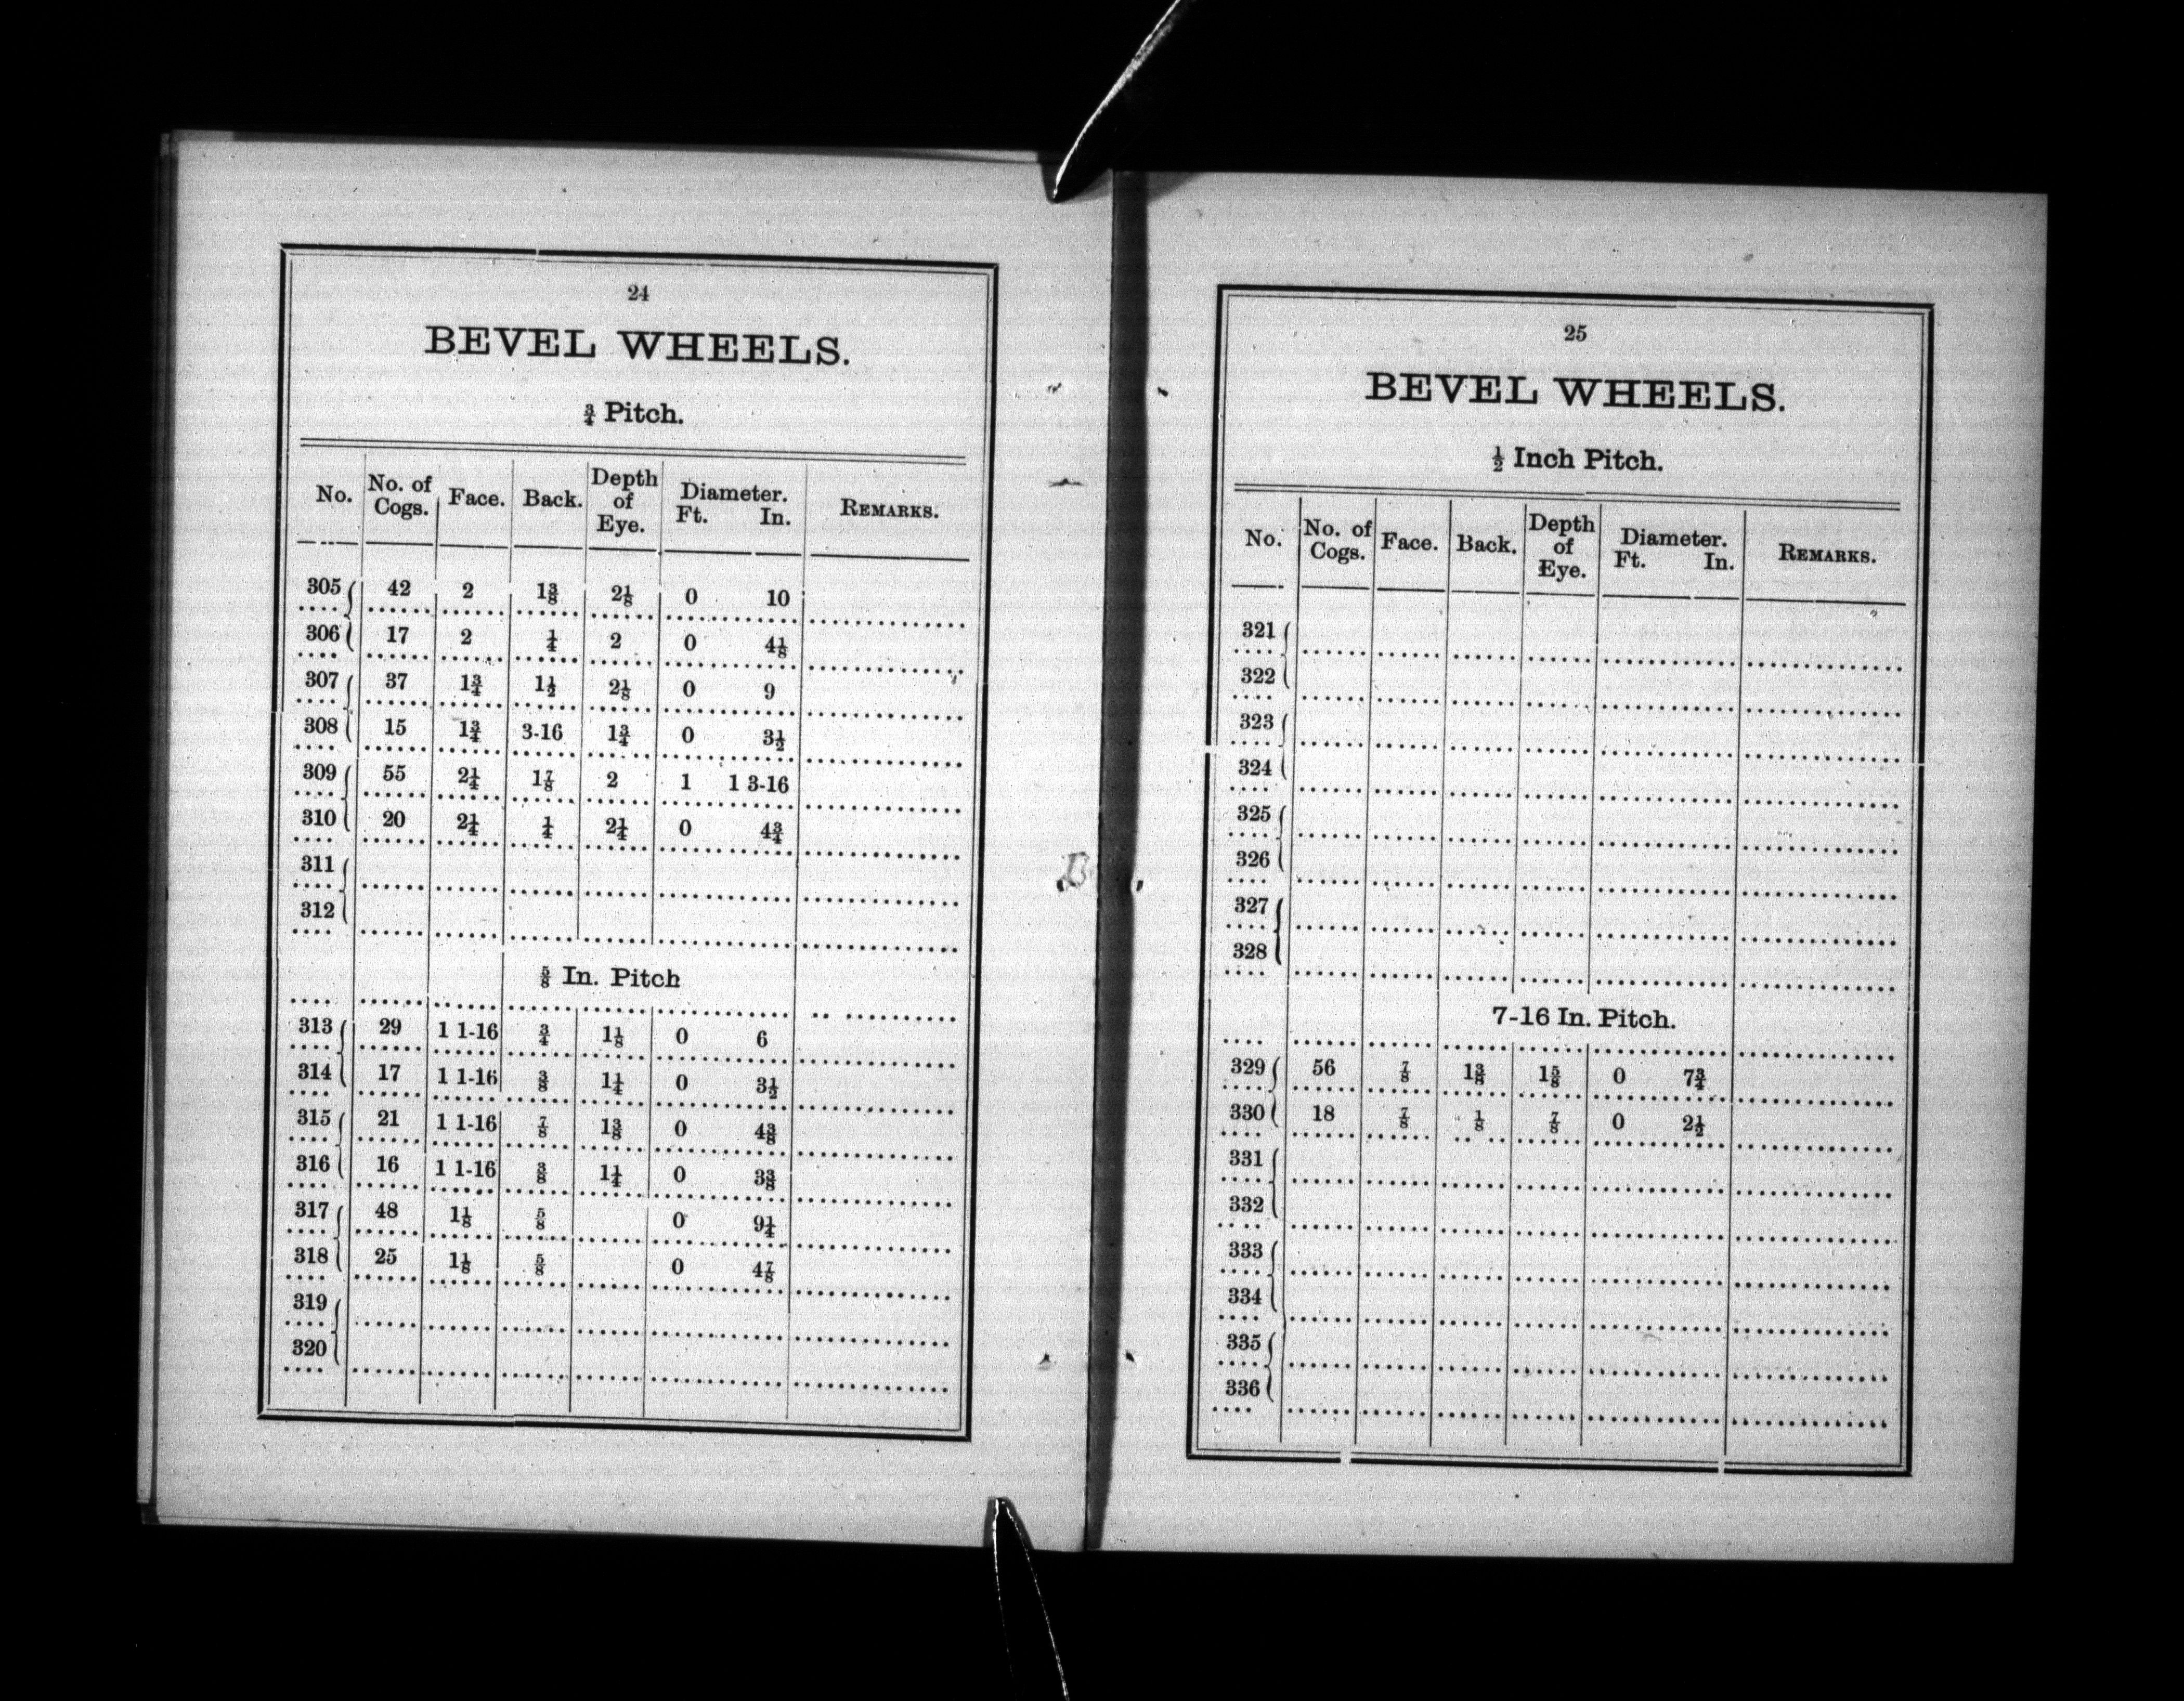 24
BEVEL WHEELS.
¾ Pitch.
No. No. of Cogs. Face. Back. Depth of Eye. Diameter. Ft. In. REMARKS.
305 42 2 1⅜ 2⅛ 0 10
306 17 2 ¼ 2 0 4⅛
307 37 1¾ 1½ 2⅛ 0 9
308 15 1¾ 3-16 1¾ 0 3½
309 55 2¼ 1⅞ 2 1 1 3-16
310 20 2¼ ¼ 2¼ 0 4¾
311
312
⅝ In. Pitch
313 29 1 1-16 ¾ 1⅛ 0 6
314 17 1 1-16 ⅜ 1¼ 0 3½
315 21 1 1-16 ⅞ 1⅜ 0 4⅜
316 16 1 1-16 ⅜ 1¼ 0 3⅜
317 48 1⅛ ⅝ 0 9¼
318 25 1⅛ ⅝ 0 4⅞
319
320
25
BEVEL WHEELS.
½ Inch Pitch.
No. No. of Cogs. Face. Back. Depth of Eye. Diameter. Ft. In. REMARKS.
321
322
323
324
325
326
327
328
7-16 In. Pitch.
329 56 ⅞ 1⅜ 1⅝ 0 7¾
330 18 ⅞ ⅛ ⅞ 0 2½
331
332
333
334
335
336